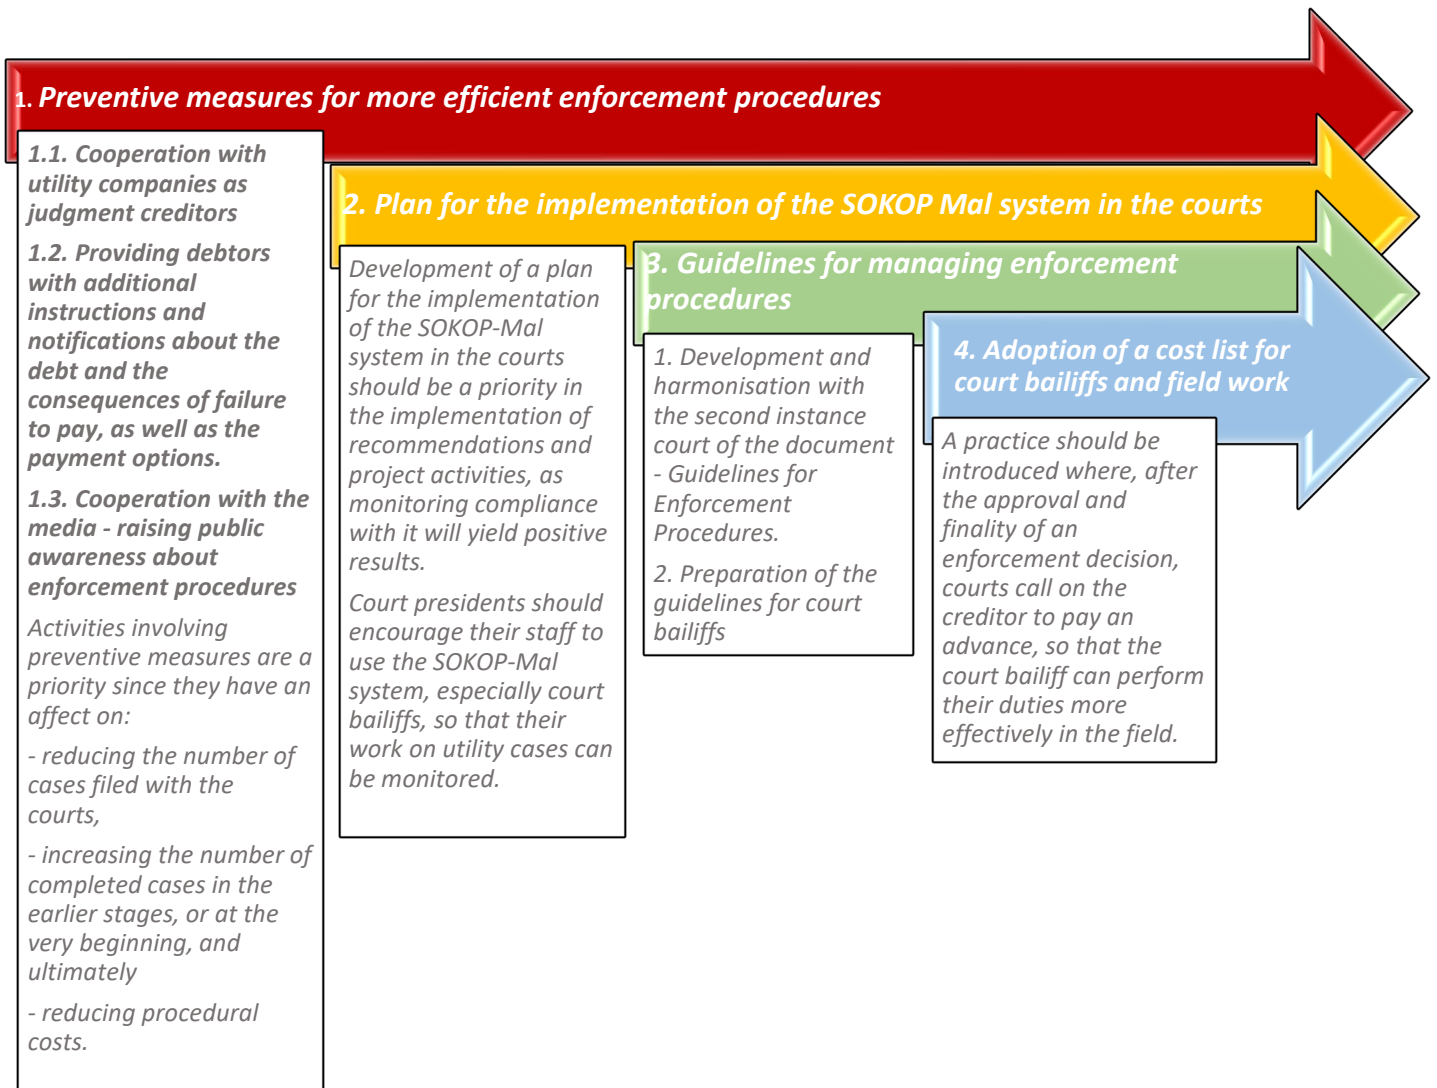 1. Preventive measures for more efficient enforcement procedures
1.1. Cooperation with
utility companies as
judgment creditors
1.2. Providing debtors
with additional
instructions and
notifications about the
debt and the
consequences of failure
to pay, as well as the
payment options.
1.3. Cooperation with the
media - raising public
awareness about
enforcement procedures
Activities involving
preventive measures are a
priority since they have an
affect on:
- reducing the number of
cases filed with the
courts,
- increasing the number of
completed cases in the
earlier stages, or at the
very beginning, and
ultimately
- reducing procedural
costs.
2. Plan for the implementation of the SOKOP Mal system in the courts
Development of a plan
for the implementation
of the SOKOP-Mal
system in the courts
should be a priority in
the implementation of
recommendations and
project activities, as
monitoring compliance
with it will yield positive
results.
Court presidents should
encourage their staff to
use the SOKOP-Mal
system, especially court
bailiffs, so that their
work on utility cases can
be monitored.
3. Guidelines for managing enforcement
procedures
1. Development and
harmonisation with
the second instance
court of the document
- Guidelines for
Enforcement
Procedures.
2. Preparation of the
guidelines for court
bailiffs
4. Adoption of a cost list for
court bailiffs and field work
A practice should be
introduced where, after
the approval and
finality of an
enforcement decision,
courts call on the
creditor to pay an
advance, so that the
court bailiff can perform
their duties more
effectively in the field.